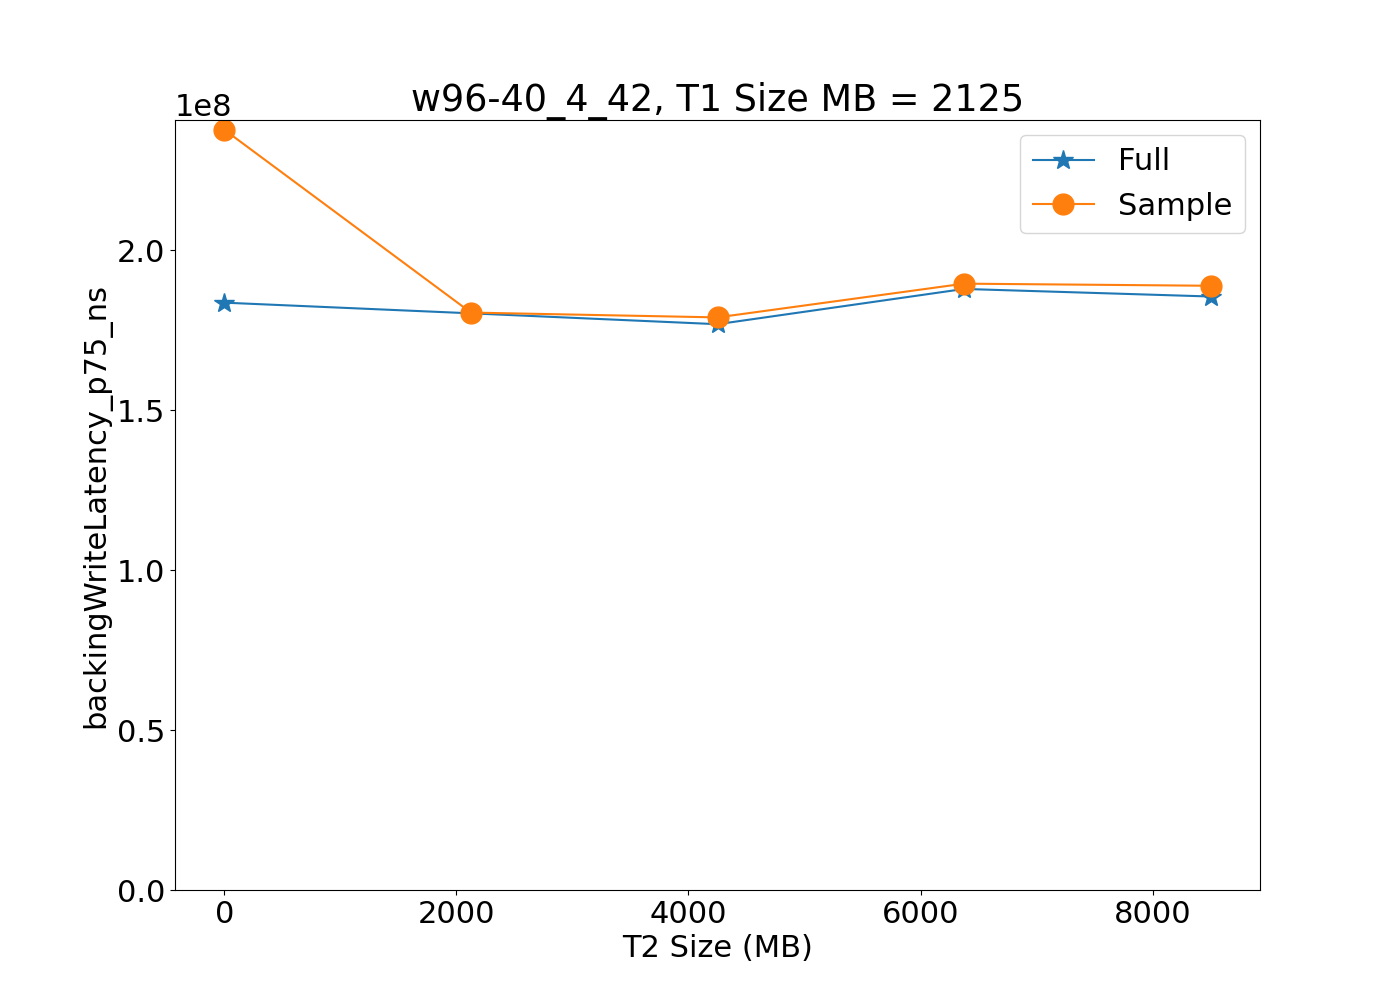 w96-40_4_42, T1 Size MB = 2125
1e8
Full
Sample
2.0
1.5
1.0
0.5
0.0
backingWriteLatency_p75_ns
0 2000 4000 6000 8000
T2 Size (MB)